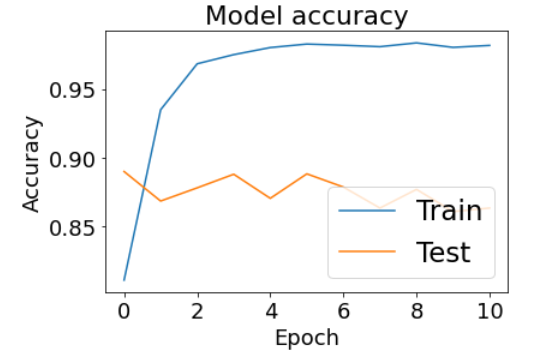 Model accuracy
Accuracy
0.95
0.90
0.85
Train
Test
0 2 4 6 8 10
Epoch